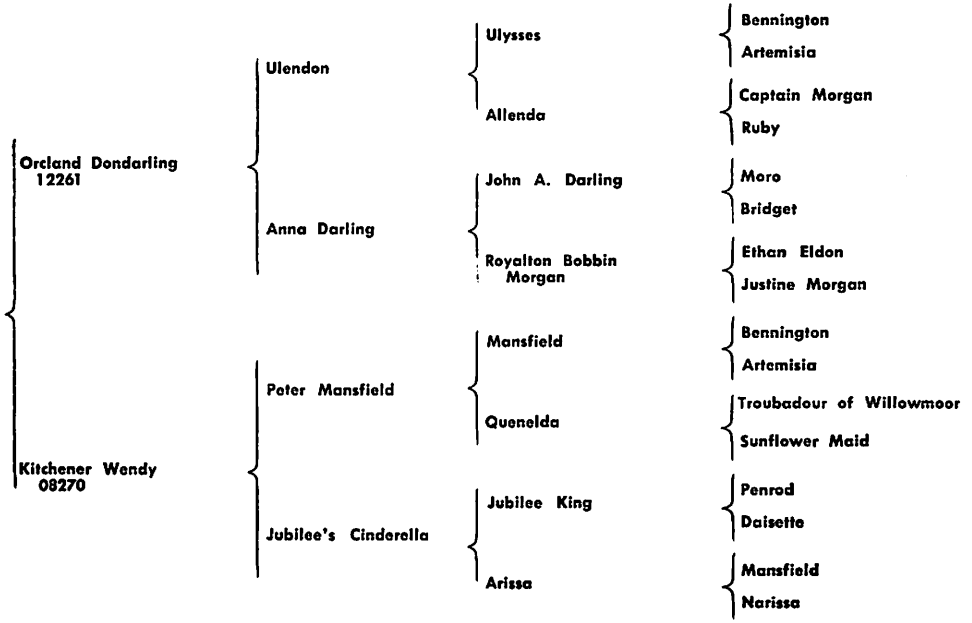 Bennington
Ulysses
Artemisia
Ulendon
Captain Morgan
Allenda
Ruby
Orcland Dondarling
12261
John A. Darling
Moro
Bridget
Anna Darling
Royalton Bobbin
Morgan
Ethan Eldon
Justine Morgan
Mansfield
Bennington
Artemisia
Peter Mansfield
Quenelda
Troubadour of Willowmoor
Sunflower Maid
Kitchener Wendy
08270
Jubilee King
Penrod
Daisette
Jubilee's Cinderella
Arissa
Mansfield
Narissa